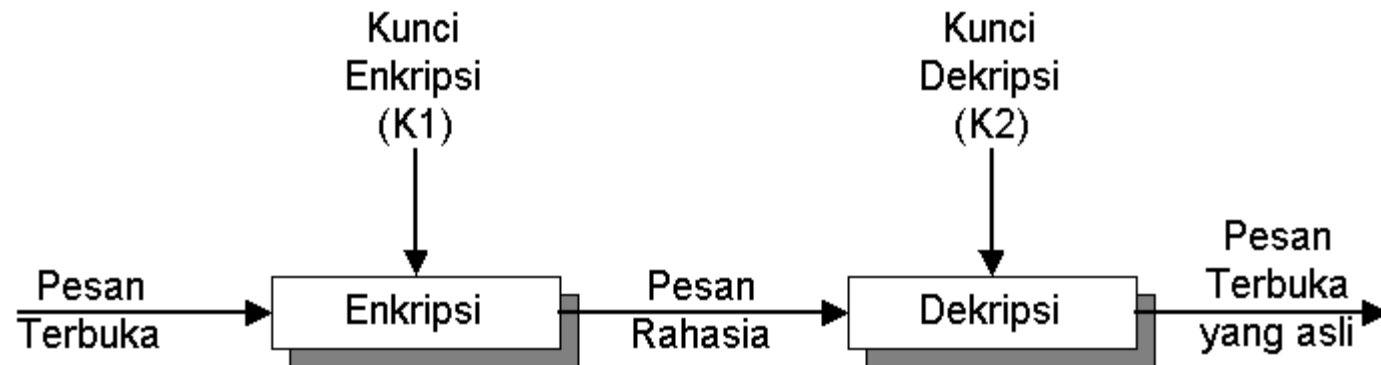 Kunci
Enkripsi
(K1)
Kunci
Dekripsi
(K2)
Pesan
Terbuka
Enkripsi
Pesan
Rahasia
Dekripsi
Pesan
Terbuka
yang asli